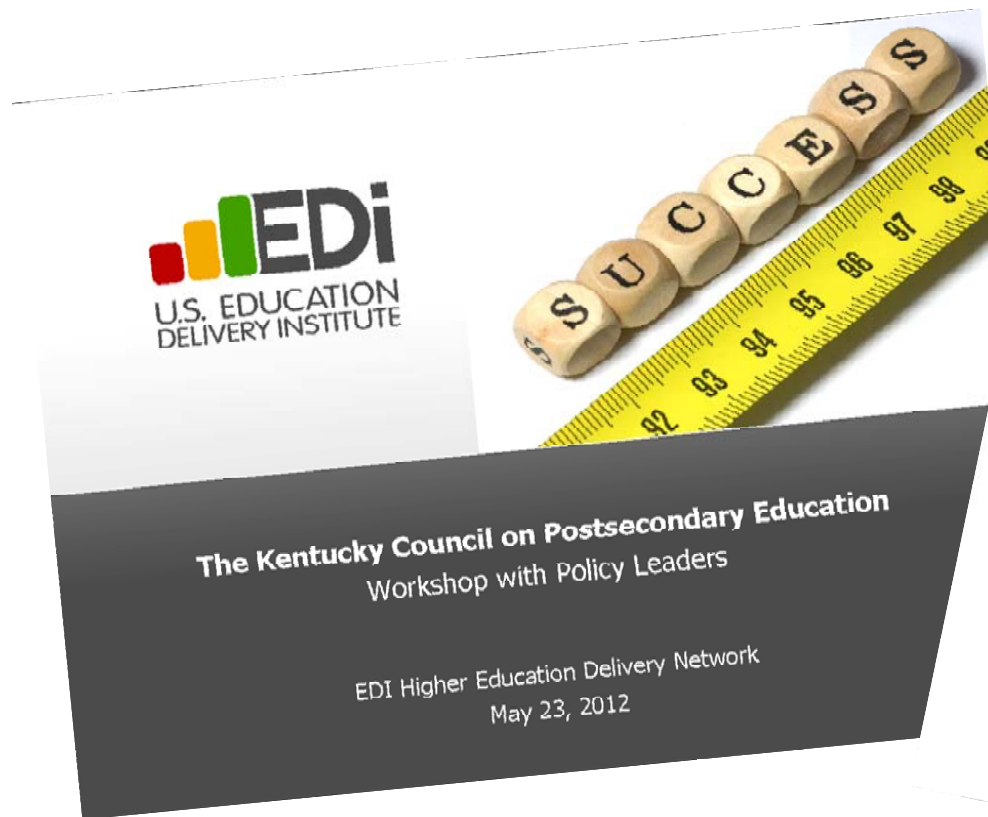 EDi
U.S. EDUCATION
DELIVERY INSTITUTE
SUCCESS
S
92 93 94 95 96 97 98
The Kentucky Council on Postsecondary Education
Workshop with Policy Leaders
EDI Higher Education Delivery Network
May 23, 2012